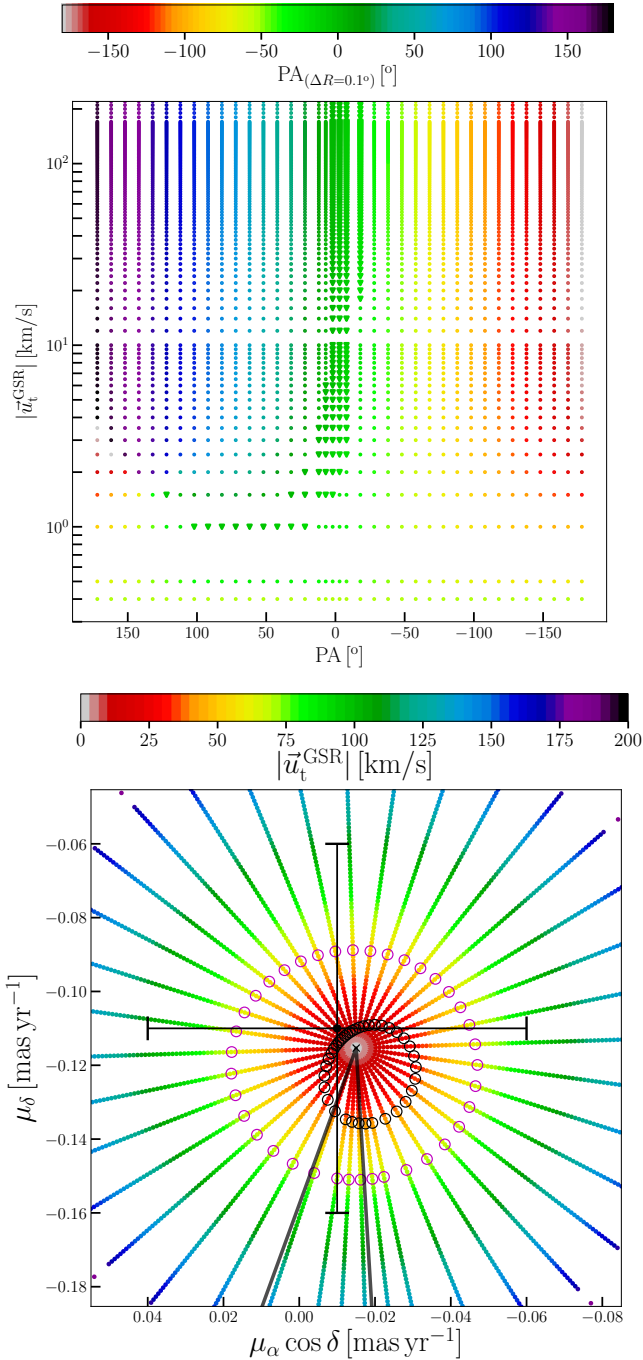 −150 −100 −50 0 50 100 150
PA(ΔR=0.1°) [°]
10²
10¹
10⁰
|u⃗ₜᴳˢᴿ| [km/s]
150 100 50 0 −50 −100 −150
PA [°]
0 25 50 75 100 125 150 175 200
|u⃗ₜᴳˢᴿ| [km/s]
−0.06
−0.08
−0.10
−0.12
−0.14
−0.16
−0.18
μδ [mas yr⁻¹]
0.04 0.02 0.00 −0.02 −0.04 −0.06 −0.08
μα cos δ [mas yr⁻¹]